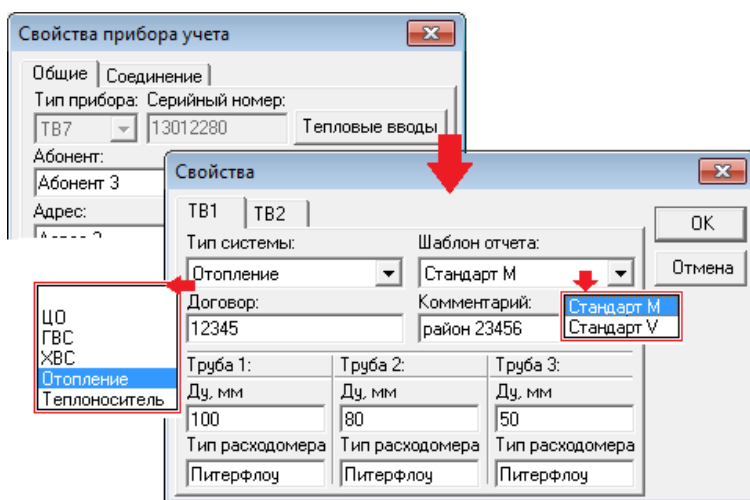 Свойства прибора учета
Общие Соединение
Тип прибора: Серийный номер:
ТВ7 13012280 Тепловые вводы
Абонент:
Абонент 3
Адрес:
Свойства
ТВ1 ТВ2
OK
Отмена
Тип системы: Шаблон отчета:
Отопление Стандарт М
Договор: Комментарий:
12345 район 23456
Стандарт М
Стандарт V
ЦО
ГВС
ХВС
Отопление
Теплоноситель
Труба 1: Труба 2: Труба 3:
Ду, мм Ду, мм Ду, мм
100 80 50
Тип расходомера Тип расходомера Тип расходомера
Питерфлоу Питерфлоу Питерфлоу